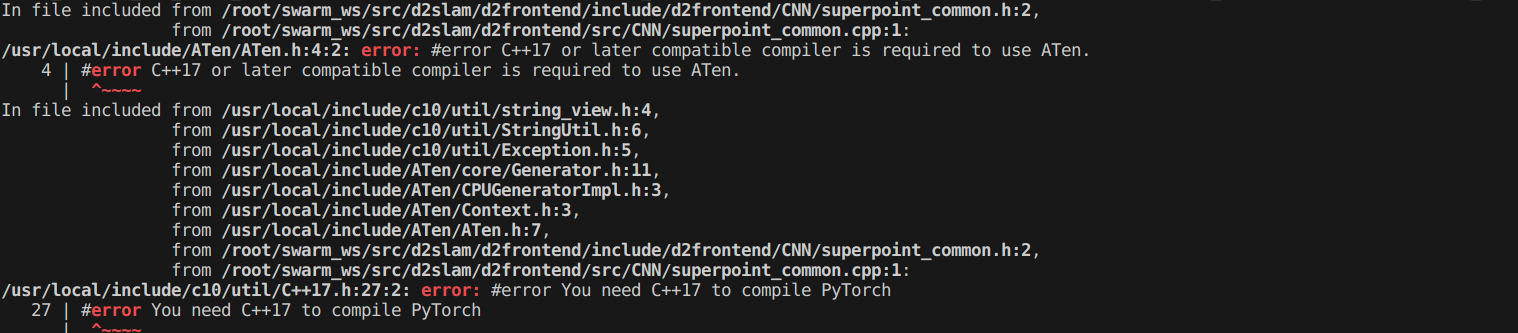 In file included from /root/swarm_ws/src/d2slam/d2frontend/include/d2frontend/CNN/superpoint_common.h:2,
                 from /root/swarm_ws/src/d2slam/d2frontend/src/CNN/superpoint_common.cpp:1:
/usr/local/include/ATen/ATen.h:4:2: error: #error C++17 or later compatible compiler is required to use ATen.
    4 | #error C++17 or later compatible compiler is required to use ATen.
      |  ^~~~~
In file included from /usr/local/include/c10/util/string_view.h:4,
                 from /usr/local/include/c10/util/StringUtil.h:6,
                 from /usr/local/include/c10/util/Exception.h:5,
                 from /usr/local/include/ATen/core/Generator.h:11,
                 from /usr/local/include/ATen/CPUGeneratorImpl.h:3,
                 from /usr/local/include/ATen/Context.h:3,
                 from /usr/local/include/ATen/ATen.h:7,
                 from /root/swarm_ws/src/d2slam/d2frontend/include/d2frontend/CNN/superpoint_common.h:2,
                 from /root/swarm_ws/src/d2slam/d2frontend/src/CNN/superpoint_common.cpp:1:
/usr/local/include/c10/util/C++17.h:27:2: error: #error You need C++17 to compile PyTorch
   27 | #error You need C++17 to compile PyTorch
      |  ^~~~~